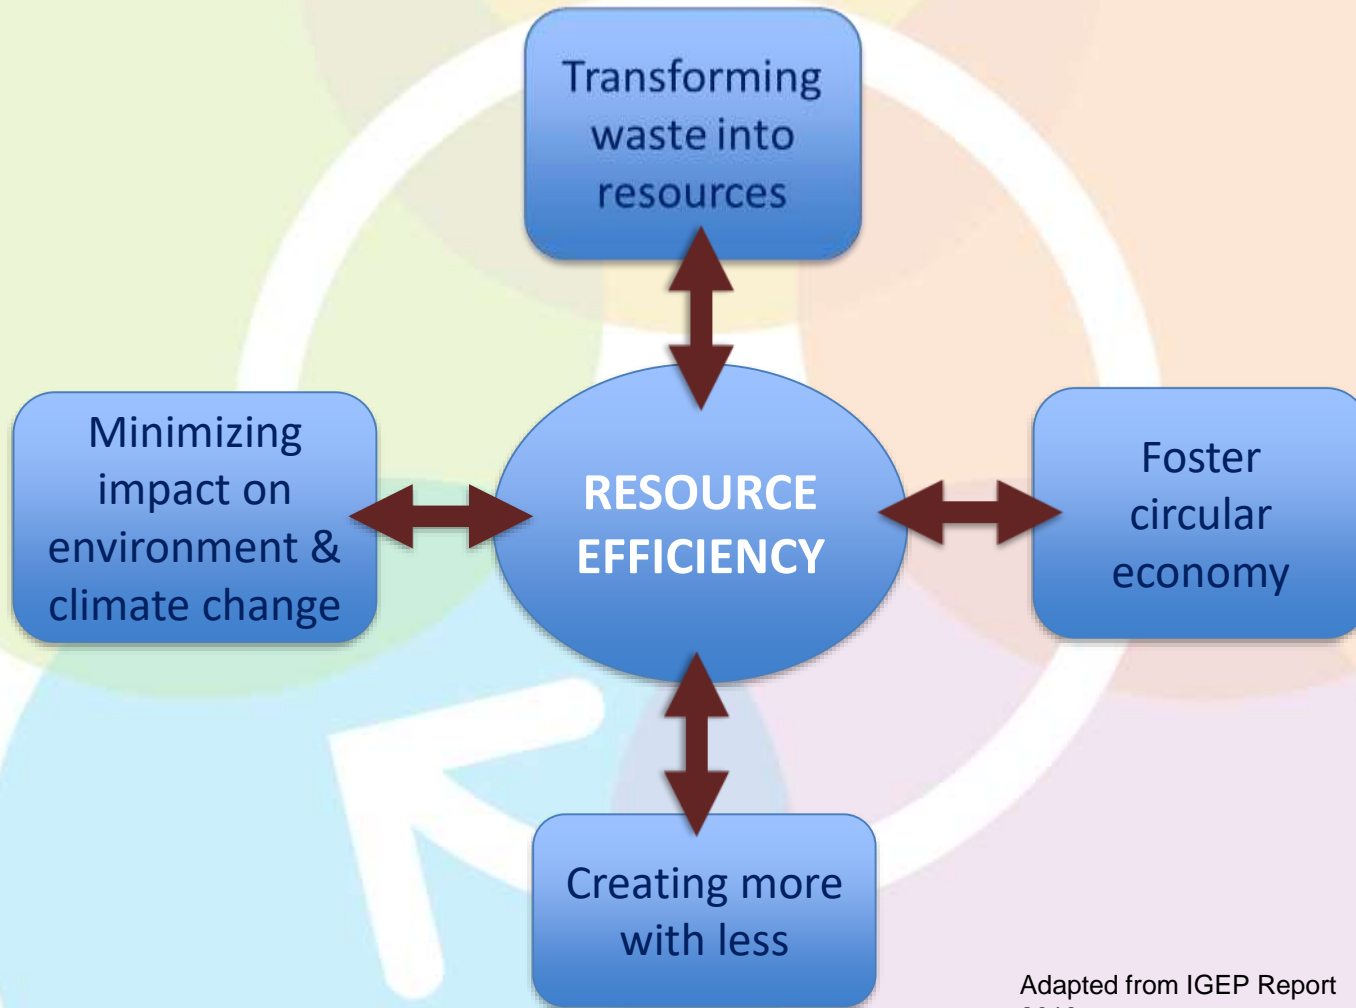 Transforming
waste into
resources
Minimizing
impact on
environment &
climate change
RESOURCE
EFFICIENCY
Foster
circular
economy
Creating more
with less
Adapted from IGEP Report